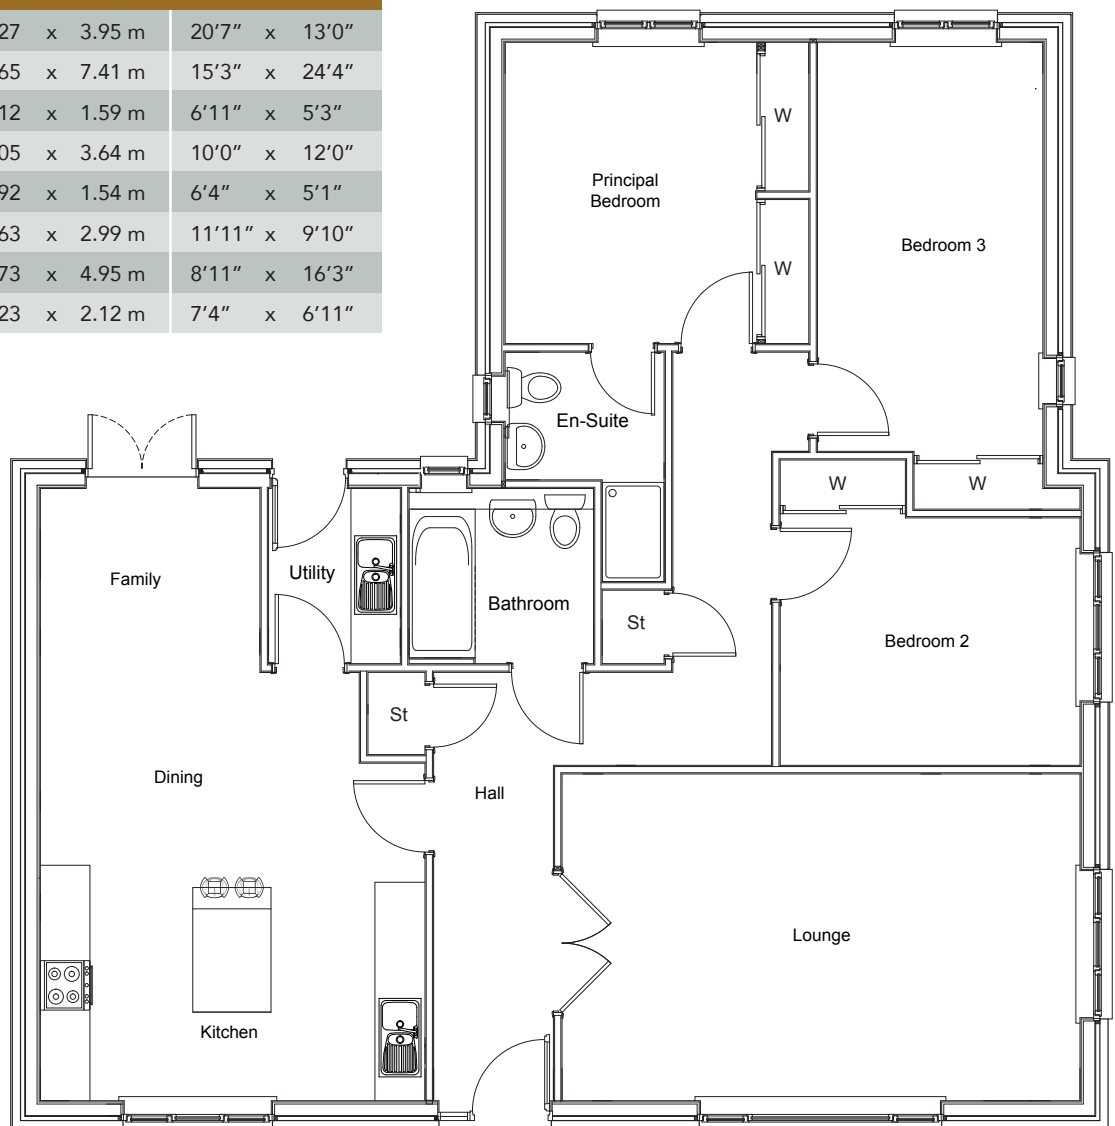 27 x 3.95 m 20′7″ x 13′0″
65 x 7.41 m 15′3″ x 24′4″
12 x 1.59 m 6′11″ x 5′3″
05 x 3.64 m 10′0″ x 12′0″
92 x 1.54 m 6′4″ x 5′1″
63 x 2.99 m 11′11″ x 9′10″
73 x 4.95 m 8′11″ x 16′3″
23 x 2.12 m 7′4″ x 6′11″
W
Principal
Bedroom
Bedroom 3
W
En-Suite
W
W
Family
Utility
Bathroom
St
Bedroom 2
St
Dining
Hall
Lounge
Kitchen